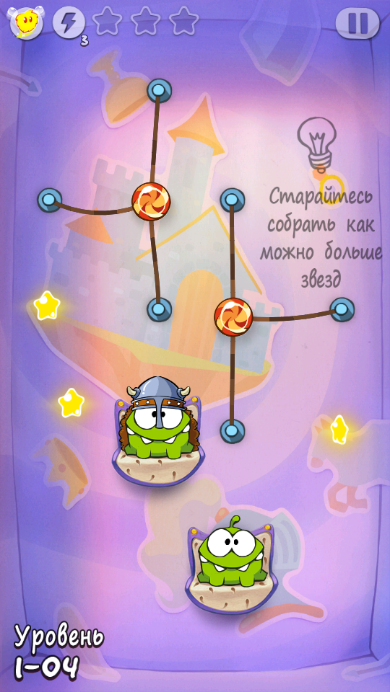 3
Старайтесь
собрать как
можно больше
звезд
Уровень
1-04